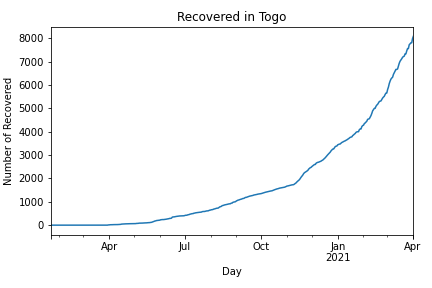 Recovered in Togo
Number of Recovered
8000
7000
6000
5000
4000
3000
2000
1000
0
Apr
Jul
Oct
Jan
2021
Apr
Day